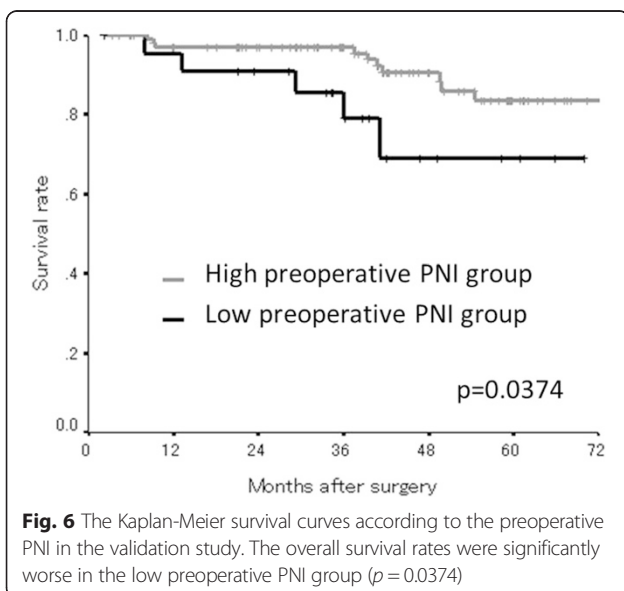 1.0
.8
.6
.4
.2
0.0
Survival rate
High preoperative PNI group
Low preoperative PNI group
p=0.0374
0 12 24 36 48 60 72
Months after surgery
Fig. 6 The Kaplan-Meier survival curves according to the preoperative
PNI in the validation study. The overall survival rates were significantly
worse in the low preoperative PNI group (p = 0.0374)